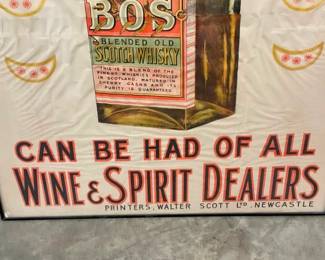 BOS
BLENDED OLD
SCOTCH WHISKY
THIS IS A BLEND OF THE
FINEST WHISKIES PRODUCED
IN SCOTLAND, MATURED IN
SHERRY CASKS AND ITS
PURITY IS GUARANTEED
CAN BE HAD OF ALL
WINE & SPIRIT DEALERS
PRINTERS, WALTER SCOTT LTD. NEWCASTLE